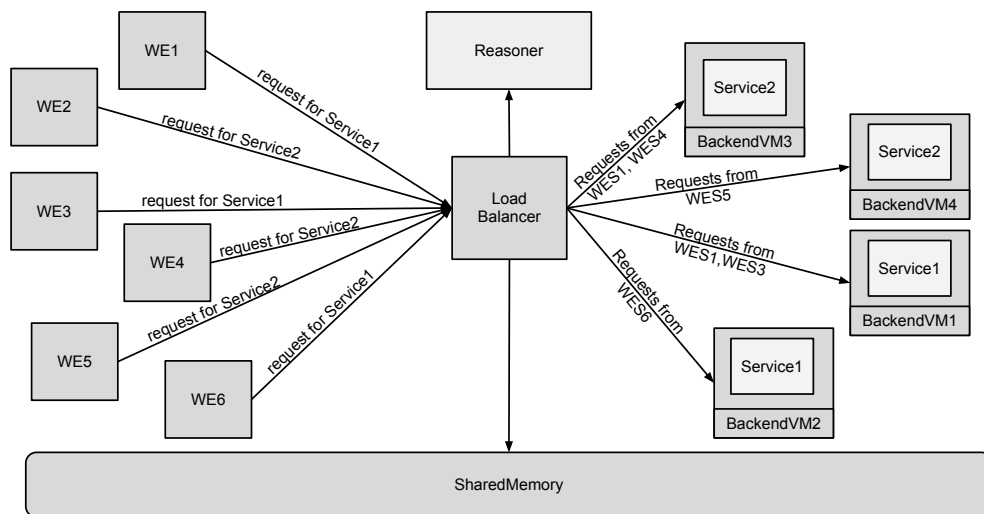 WE1
request for Service1
WE2
request for Service2
WE3
request for Service1
WE4
request for Service2
WE5
request for Service2
WE6
request for Service1
Reasoner
Load
Balancer
Requests from
WES1, WES4
Service2
BackendVM3
Requests from
WES5
Service2
BackendVM4
Requests from
WES1,WES3
Service1
BackendVM1
Requests from
WES6
Service1
BackendVM2
SharedMemory